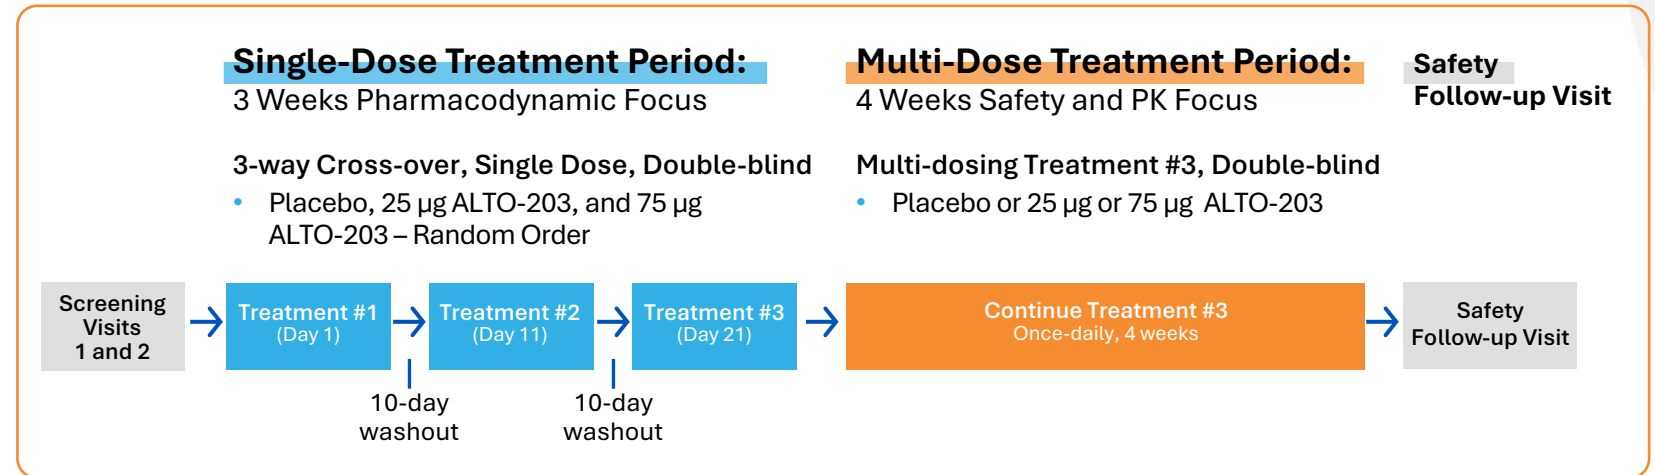 Single-Dose Treatment Period:
3 Weeks Pharmacodynamic Focus
3-way Cross-over, Single Dose, Double-blind
• Placebo, 25 µg ALTO-203, and 75 µg
ALTO-203 – Random Order
Multi-Dose Treatment Period:
4 Weeks Safety and PK Focus
Multi-dosing Treatment #3, Double-blind
• Placebo or 25 µg or 75 µg ALTO-203
Safety
Follow-up Visit
Screening
Visits
1 and 2
Treatment #1
(Day 1)
10-day
washout
Treatment #2
(Day 11)
10-day
washout
Treatment #3
(Day 21)
Continue Treatment #3
Once-daily, 4 weeks
Safety
Follow-up Visit